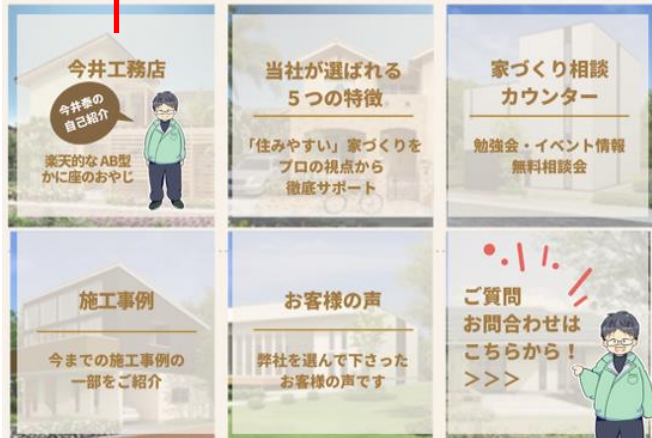 今井工務店
今井泰の
自己紹介
楽天的なAB型
かに座のおやじ
当社が選ばれる
5つの特徴
「住みやすい」家づくりを
プロの視点から
徹底サポート
家づくり相談
カウンター
勉強会・イベント情報
無料相談会
施工事例
今までの施工事例の
一部をご紹介
お客様の声
弊社を選んで下さった
お客様の声です
ご質問
お問合わせは
こちらから!
>>>